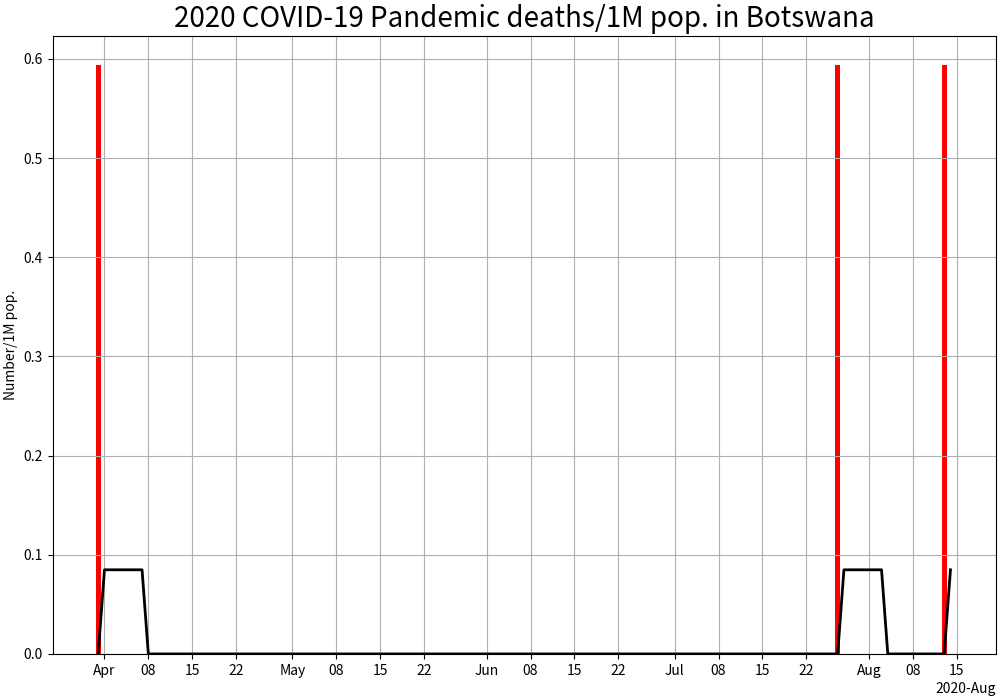 2020 COVID-19 Pandemic deaths/1M pop. in Botswana
Number/1M pop.
0.6
0.5
0.4
0.3
0.2
0.1
0.0
Apr 08 15 22 May 08 15 22 Jun 08 15 22 Jul 08 15 22 Aug 08 15
2020-Aug